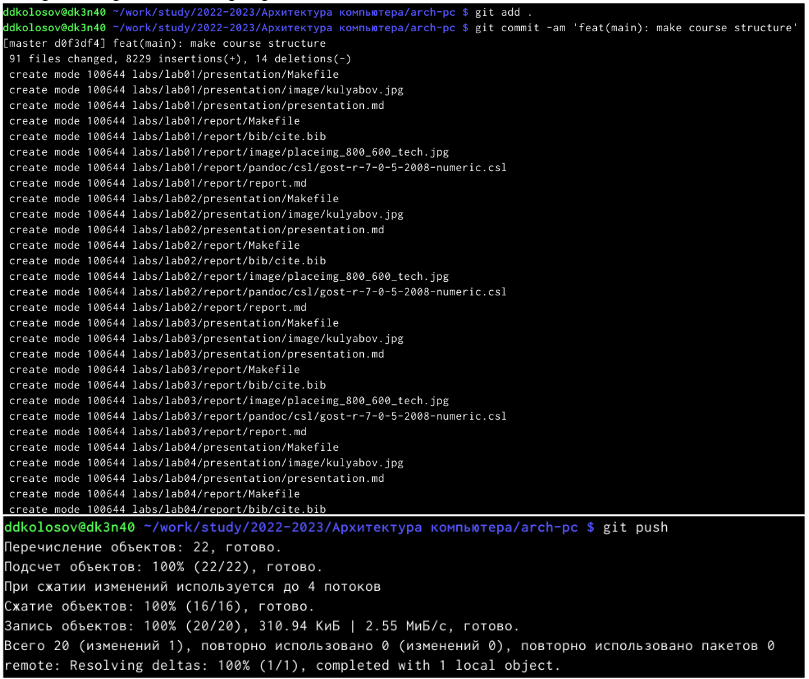 ddkolosov@dk3n40 ~/work/study/2022-2023/Архитектура компьютера/arch-pc $ git add .
ddkolosov@dk3n40 ~/work/study/2022-2023/Архитектура компьютера/arch-pc $ git commit -am 'feat(main): make course structure'
[master d0f3df4] feat(main): make course structure
 91 files changed, 8229 insertions(+), 14 deletions(-)
 create mode 100644 labs/lab01/presentation/Makefile
 create mode 100644 labs/lab01/presentation/image/kulyabov.jpg
 create mode 100644 labs/lab01/presentation/presentation.md
 create mode 100644 labs/lab01/report/Makefile
 create mode 100644 labs/lab01/report/bib/cite.bib
 create mode 100644 labs/lab01/report/image/placeimg_800_600_tech.jpg
 create mode 100644 labs/lab01/report/pandoc/csl/gost-r-7-0-5-2008-numeric.csl
 create mode 100644 labs/lab01/report/report.md
 create mode 100644 labs/lab02/presentation/Makefile
 create mode 100644 labs/lab02/presentation/image/kulyabov.jpg
 create mode 100644 labs/lab02/presentation/presentation.md
 create mode 100644 labs/lab02/report/Makefile
 create mode 100644 labs/lab02/report/bib/cite.bib
 create mode 100644 labs/lab02/report/image/placeimg_800_600_tech.jpg
 create mode 100644 labs/lab02/report/pandoc/csl/gost-r-7-0-5-2008-numeric.csl
 create mode 100644 labs/lab02/report/report.md
 create mode 100644 labs/lab03/presentation/Makefile
 create mode 100644 labs/lab03/presentation/image/kulyabov.jpg
 create mode 100644 labs/lab03/presentation/presentation.md
 create mode 100644 labs/lab03/report/Makefile
 create mode 100644 labs/lab03/report/bib/cite.bib
 create mode 100644 labs/lab03/report/image/placeimg_800_600_tech.jpg
 create mode 100644 labs/lab03/report/pandoc/csl/gost-r-7-0-5-2008-numeric.csl
 create mode 100644 labs/lab03/report/report.md
 create mode 100644 labs/lab04/presentation/Makefile
 create mode 100644 labs/lab04/presentation/image/kulyabov.jpg
 create mode 100644 labs/lab04/presentation/presentation.md
 create mode 100644 labs/lab04/report/Makefile
 create mode 100644 labs/lab04/report/bib/cite.bib
ddkolosov@dk3n40 ~/work/study/2022-2023/Архитектура компьютера/arch-pc $ git push
Перечисление объектов: 22, готово.
Подсчет объектов: 100% (22/22), готово.
При сжатии изменений используется до 4 потоков
Сжатие объектов: 100% (16/16), готово.
Запись объектов: 100% (20/20), 310.94 КиБ | 2.55 МиБ/с, готово.
Всего 20 (изменений 1), повторно использовано 0 (изменений 0), повторно использовано пакетов 0
remote: Resolving deltas: 100% (1/1), completed with 1 local object.